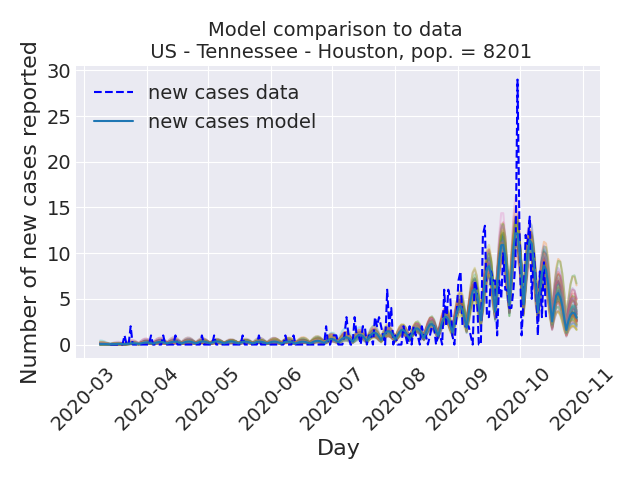 Model comparison to data
US - Tennessee - Houston, pop. = 8201
Number of new cases reported
30
25
20
15
10
5
0
new cases data
new cases model
2020-03
2020-04
2020-05
2020-06
2020-07
2020-08
2020-09
2020-10
2020-11
Day